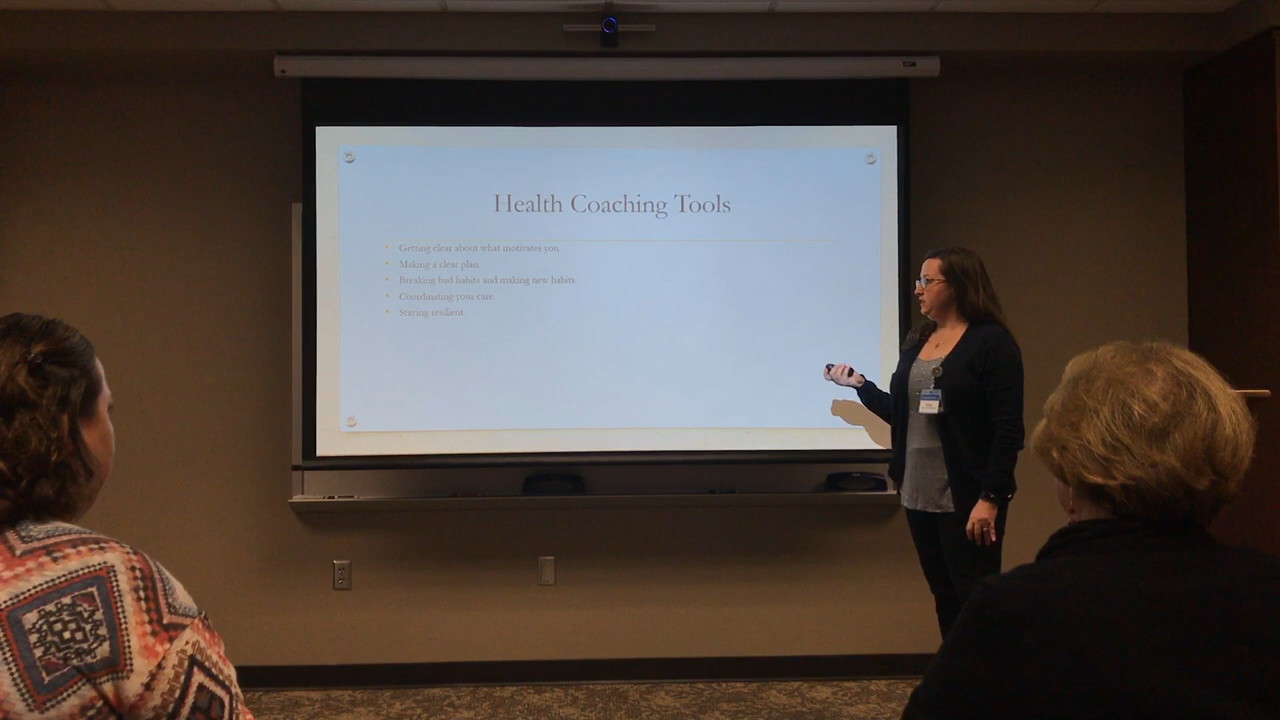 Health Coaching Tools
Getting clear about what motivates you.
Making a clear plan.
Breaking bad habits and making new habits.
Coordinating your care.
Staying resilient.